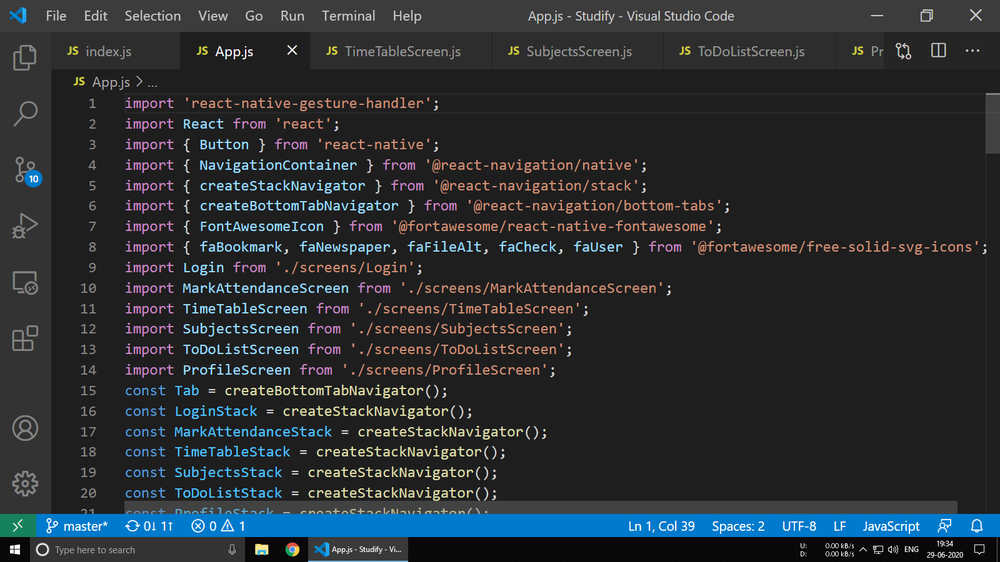 File Edit Selection View Go Run Terminal Help App.js - Studify - Visual Studio Code
JS index.js JS App.js JS TimeTableScreen.js JS SubjectsScreen.js JS ToDoListScreen.js JS Pr
JS App.js > ...
1 import 'react-native-gesture-handler';
2 import React from 'react';
3 import { Button } from 'react-native';
4 import { NavigationContainer } from '@react-navigation/native';
5 import { createStackNavigator } from '@react-navigation/stack';
6 import { createBottomTabNavigator } from '@react-navigation/bottom-tabs';
7 import { FontAwesomeIcon } from '@fortawesome/react-native-fontawesome';
8 import { faBookmark, faNewspaper, faFileAlt, faCheck, faUser } from '@fortawesome/free-solid-svg-icons';
9 import Login from './screens/Login';
10 import MarkAttendanceScreen from './screens/MarkAttendanceScreen';
11 import TimeTableScreen from './screens/TimeTableScreen';
12 import SubjectsScreen from './screens/SubjectsScreen';
13 import ToDoListScreen from './screens/ToDoListScreen';
14 import ProfileScreen from './screens/ProfileScreen';
15 const Tab = createBottomTabNavigator();
16 const LoginStack = createStackNavigator();
17 const MarkAttendanceStack = createStackNavigator();
18 const TimeTableStack = createStackNavigator();
19 const SubjectsStack = createStackNavigator();
20 const ToDoListStack = createStackNavigator();
21 const ProfileStack = createStackNavigator();
10
master* 0↓ 1↑ 0 1 Ln 1, Col 39 Spaces: 2 UTF-8 LF JavaScript
Type here to search App.js - Studify - Vi... U: 0.00 kB/s D: 0.00 kB/s ENG 19:34 29-06-2020